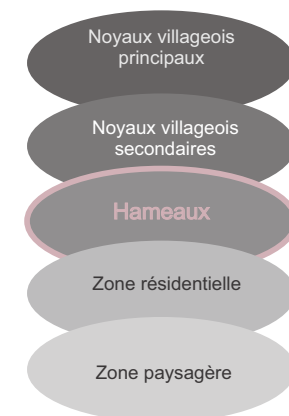 Noyaux villageois
principaux
Noyaux villageois
secondaires
Hameaux
Zone résidentielle
Zone paysagère